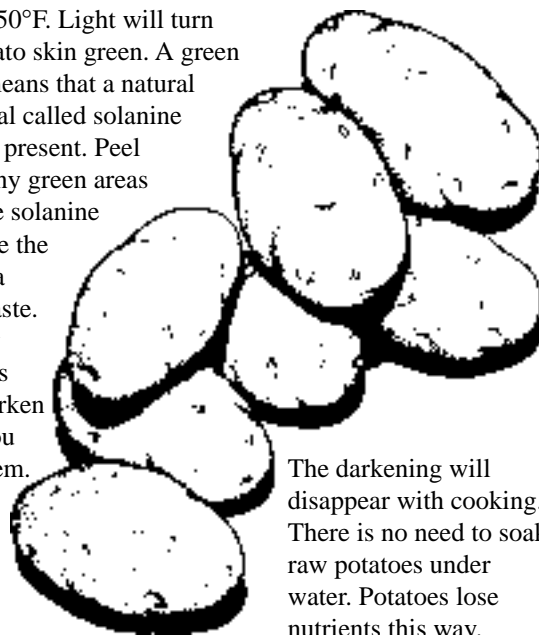 50°F. Light will turn
ato skin green. A green
means that a natural
al called solanine
present. Peel
ny green areas
e solanine
e the
a
aste.
s
rken
ou
em.
The darkening will
disappear with cooking.
There is no need to soak
raw potatoes under
water. Potatoes lose
nutrients this way.